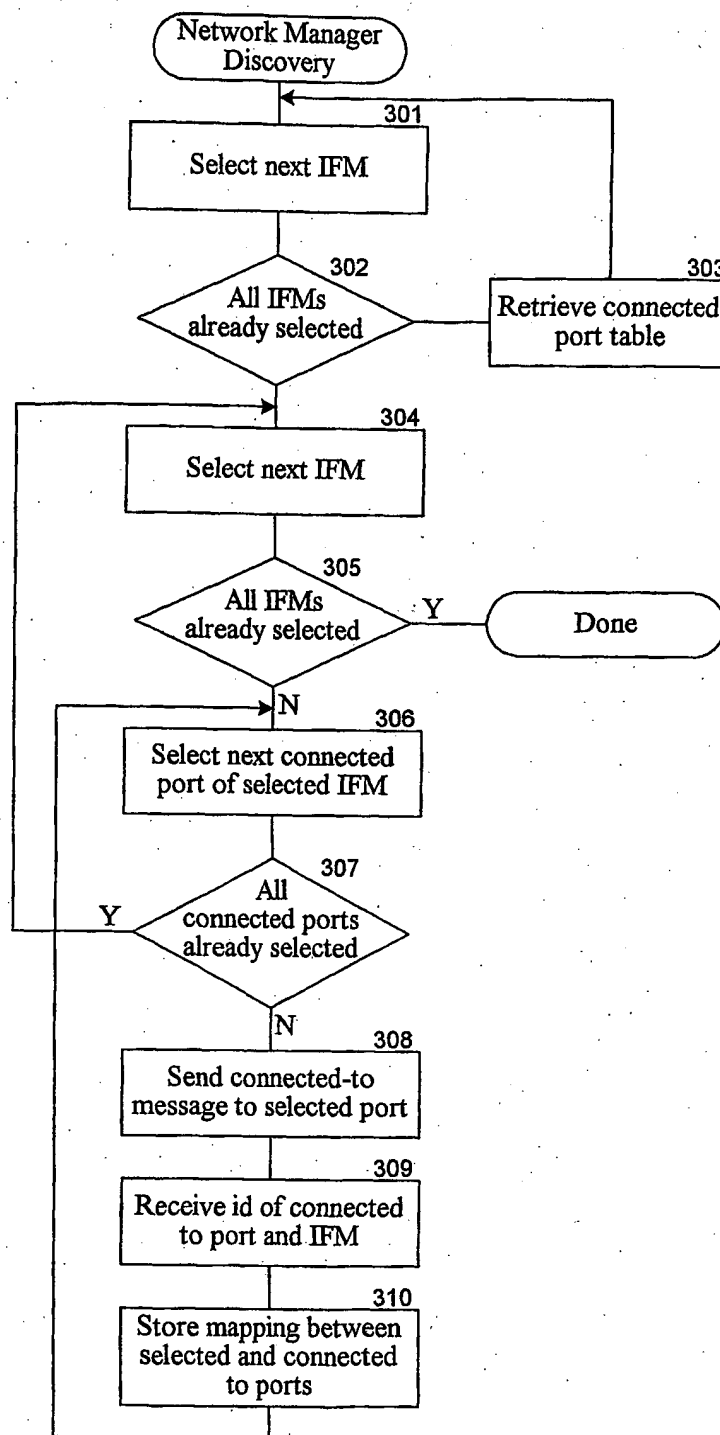 Network Manager
Discovery
301
Select next IFM
302
All IFMs
already selected
303
Retrieve connected
port table
304
Select next IFM
305
All IFMs
already selected
Y
Done
N
306
Select next connected
port of selected IFM
307
All
connected ports
already selected
Y
N
308
Send connected-to
message to selected port
309
Receive id of connected
to port and IFM
310
Store mapping between
selected and connected
to ports